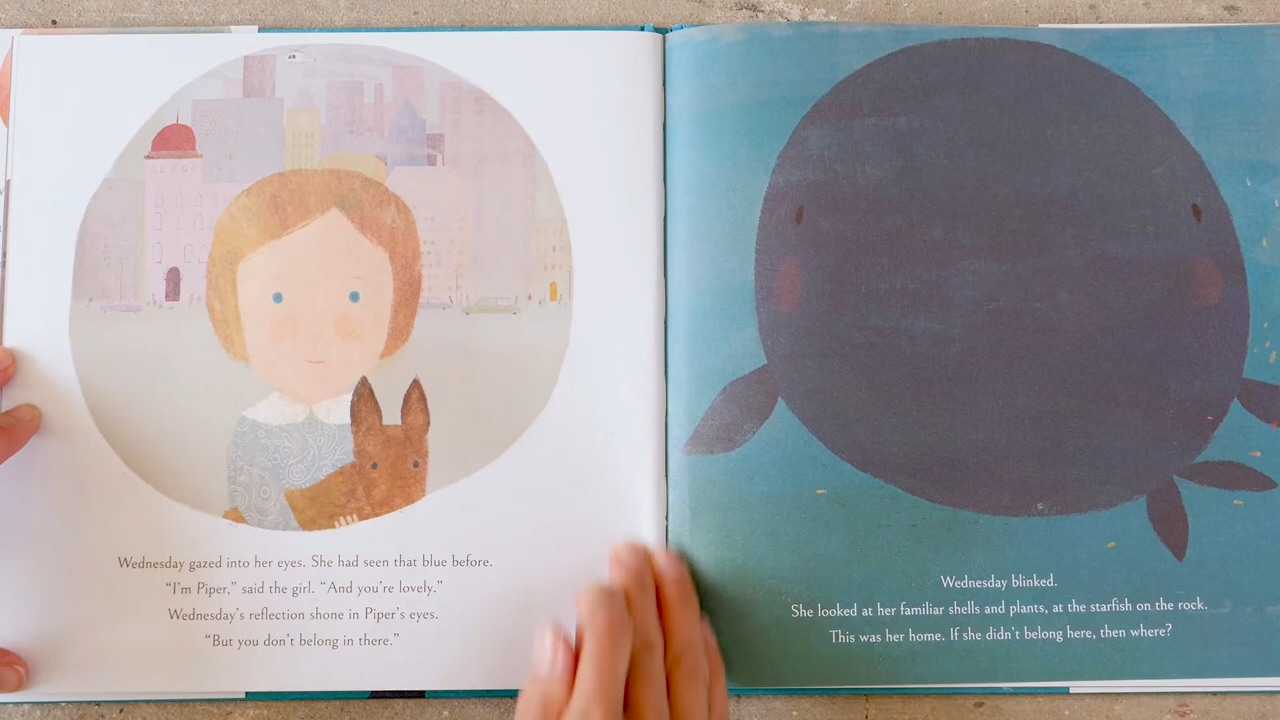 Wednesday gazed into her eyes. She had seen that blue before.
“I’m Piper,” said the girl. “And you’re lovely.”
Wednesday’s reflection shone in Piper’s eyes.
“But you don’t belong in there.”
Wednesday blinked.
She looked at her familiar shells and plants, at the starfish on the rock.
This was her home. If she didn’t belong here, then where?